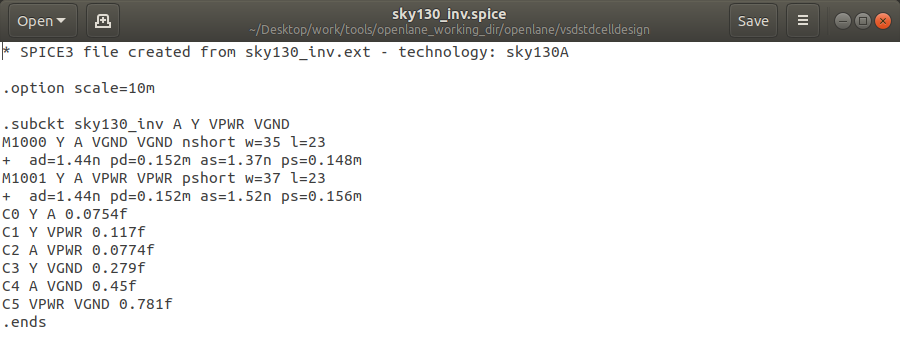 sky130_inv.spice
Open
~/Desktop/work/tools/openlane_working_dir/openlane/vsdstdcelldesign
Save
* SPICE3 file created from sky130_inv.ext - technology: sky130A
.option scale=10m
.subckt sky130_inv A Y VPWR VGND
M1000 Y A VGND VGND nshort w=35 l=23
+  ad=1.44n pd=0.152m as=1.37n ps=0.148m
M1001 Y A VPWR VPWR pshort w=37 l=23
+  ad=1.44n pd=0.152m as=1.52n ps=0.156m
C0 Y A 0.0754f
C1 Y VPWR 0.117f
C2 A VPWR 0.0774f
C3 Y VGND 0.279f
C4 A VGND 0.45f
C5 VPWR VGND 0.781f
.ends